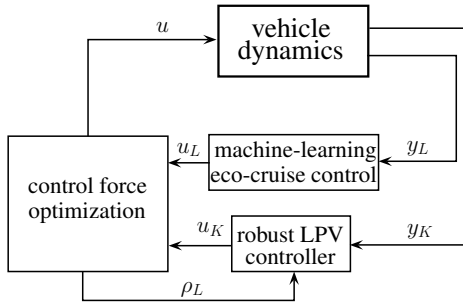 u
vehicle
dynamics
u_L
machine-learning
eco-cruise control
y_L
control force
optimization
u_K
robust LPV
controller
y_K
ρ_L